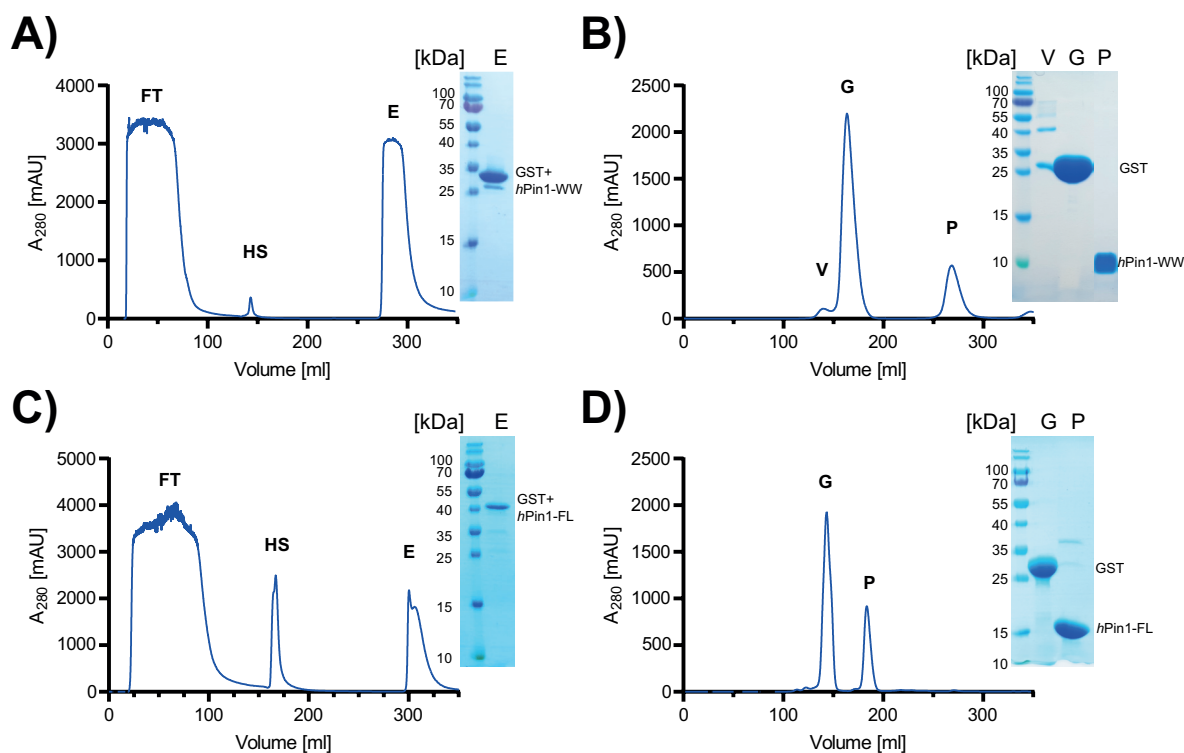 A)
[kDa] E
4000
3000
2000
1000
0
A280 [mAU]
FT
HS
E
0 100 200 300
Volume [ml]
100
70
55
40
35
25
15
10
GST+
hPin1-WW
B)
[kDa] V G P
2500
2000
1500
1000
500
0
A280 [mAU]
V
G
P
0 100 200 300
Volume [ml]
100
70
55
40
35
25
15
10
GST
hPin1-WW
C)
[kDa] E
5000
4000
3000
2000
1000
0
A280 [mAU]
FT
HS
E
0 100 200 300
Volume [ml]
100
70
55
40
35
25
15
10
GST+
hPin1-FL
D)
[kDa] G P
2500
2000
1500
1000
500
0
A280 [mAU]
G
P
0 100 200 300
Volume [ml]
100
70
55
40
35
25
15
10
GST
hPin1-FL